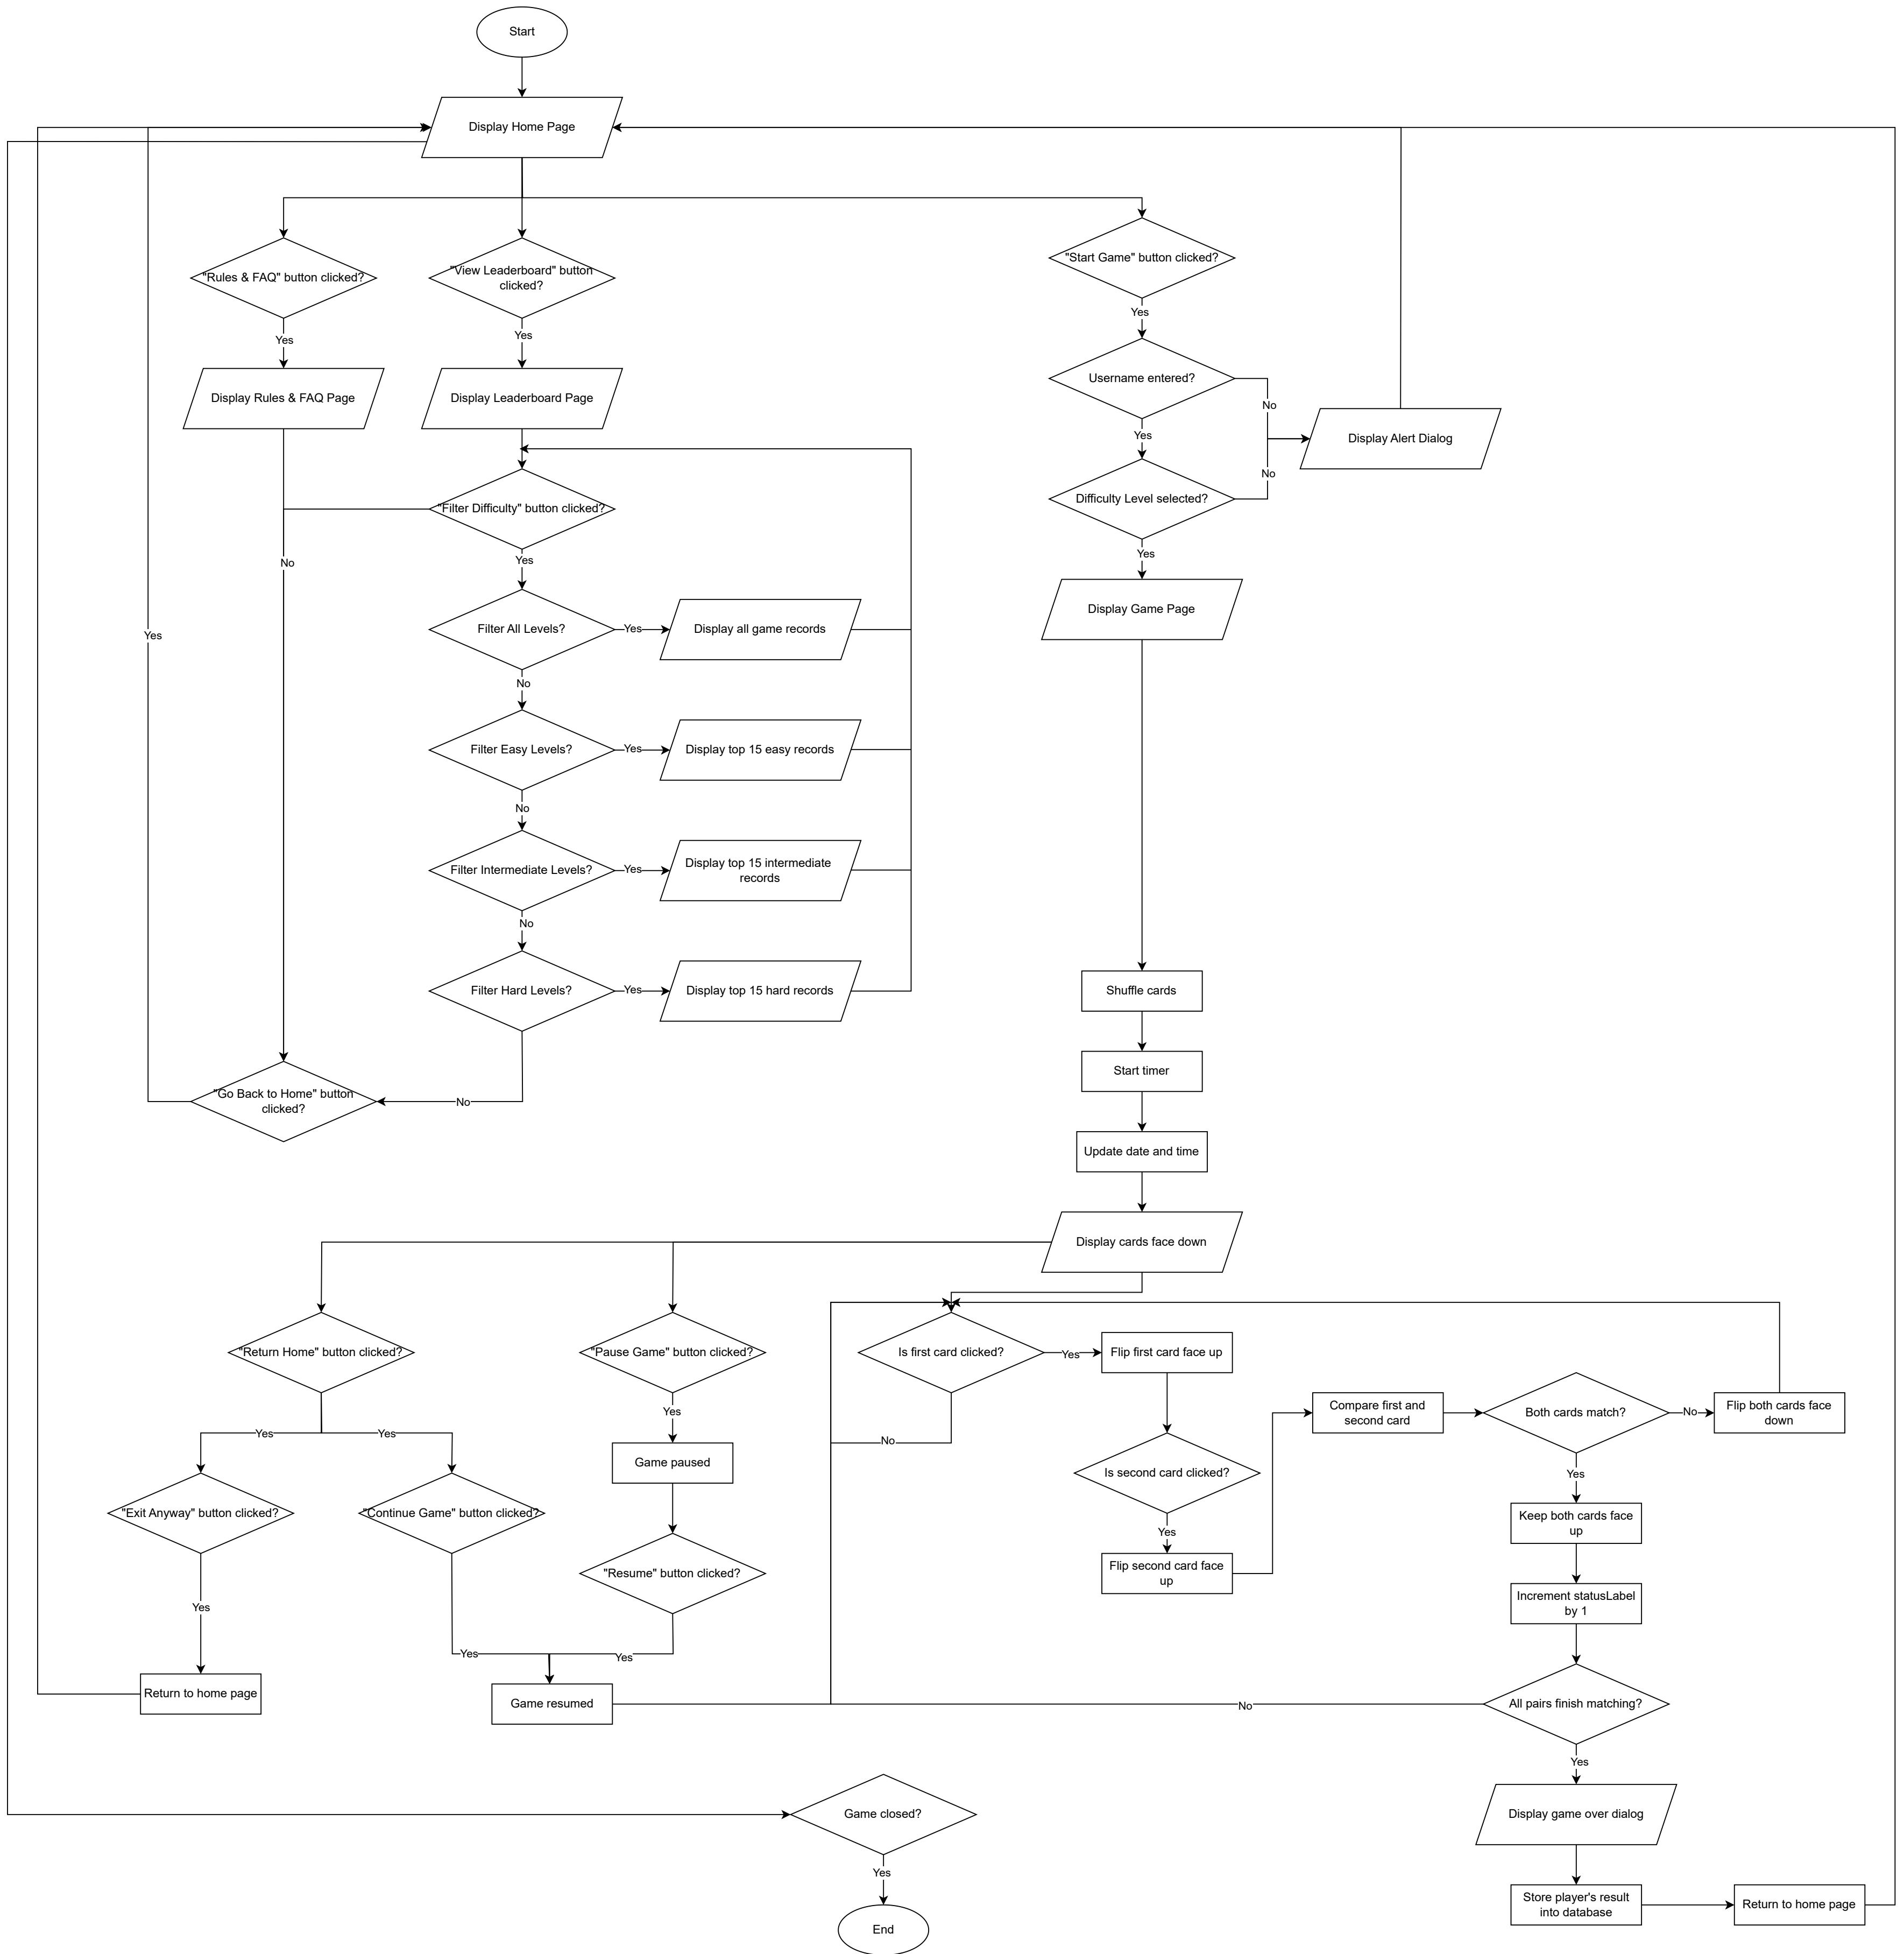 Start
Display Home Page
"Rules & FAQ" button clicked?
"View Leaderboard" button
clicked?
"Start Game" button clicked?
Yes
Yes
Yes
Display Rules & FAQ Page
Display Leaderboard Page
Username entered?
No
Display Alert Dialog
Yes
No
"Filter Difficulty" button clicked?
Difficulty Level selected?
No
Yes
Yes
Filter All Levels?
Yes
Display all game records
Display Game Page
Yes
No
Filter Easy Levels?
Yes
Display top 15 easy records
No
Filter Intermediate Levels?
Yes
Display top 15 intermediate
records
No
Filter Hard Levels?
Yes
Display top 15 hard records
Shuffle cards
Start timer
"Go Back to Home" button
clicked?
No
Update date and time
Display cards face down
"Return Home" button clicked?
"Pause Game" button clicked?
Is first card clicked?
Yes
Flip first card face up
Yes
Yes
Yes
No
Compare first and
second card
Both cards match?
No
Flip both cards face
down
Game paused
Is second card clicked?
Yes
"Exit Anyway" button clicked?
"Continue Game" button clicked?
Yes
Keep both cards face
up
"Resume" button clicked?
Flip second card face
up
Yes
Increment statusLabel
by 1
Yes
Yes
Return to home page
Game resumed
No
All pairs finish matching?
Yes
Game closed?
Display game over dialog
Yes
Store player's result
into database
Return to home page
End